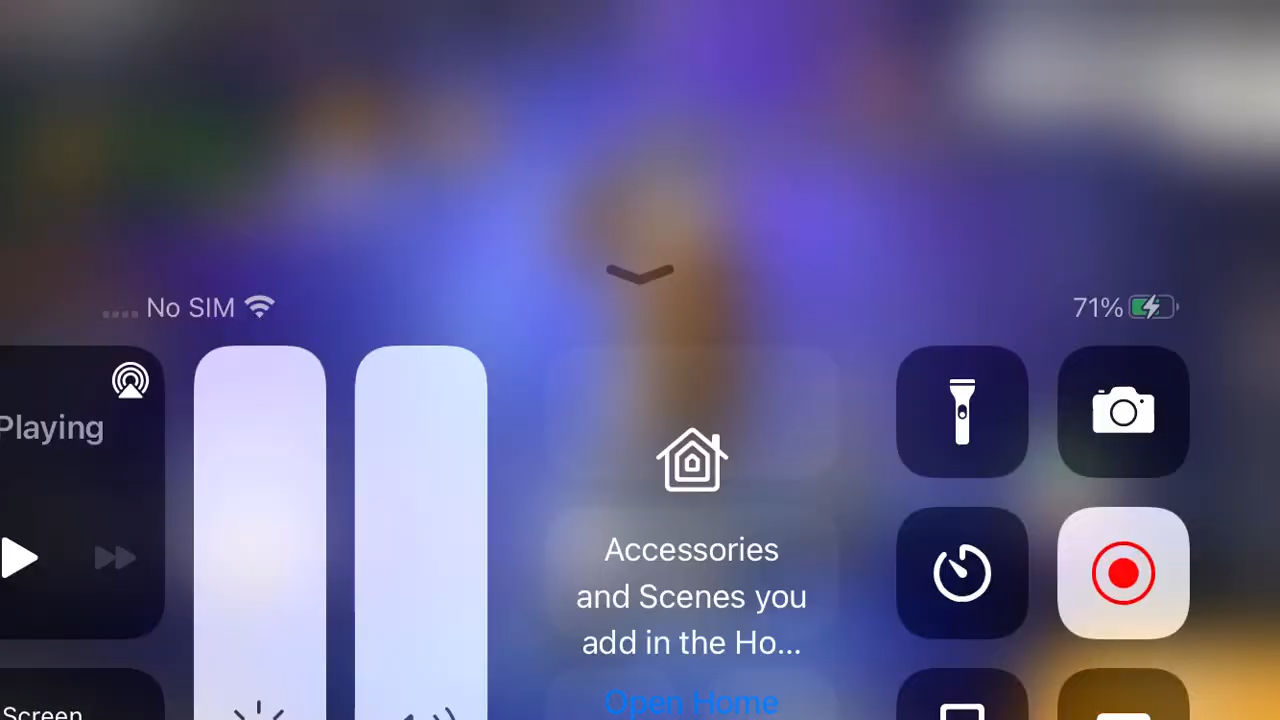 No SIM
71%
Playing
Accessories
and Scenes you
add in the Ho...
Open Home
Screen